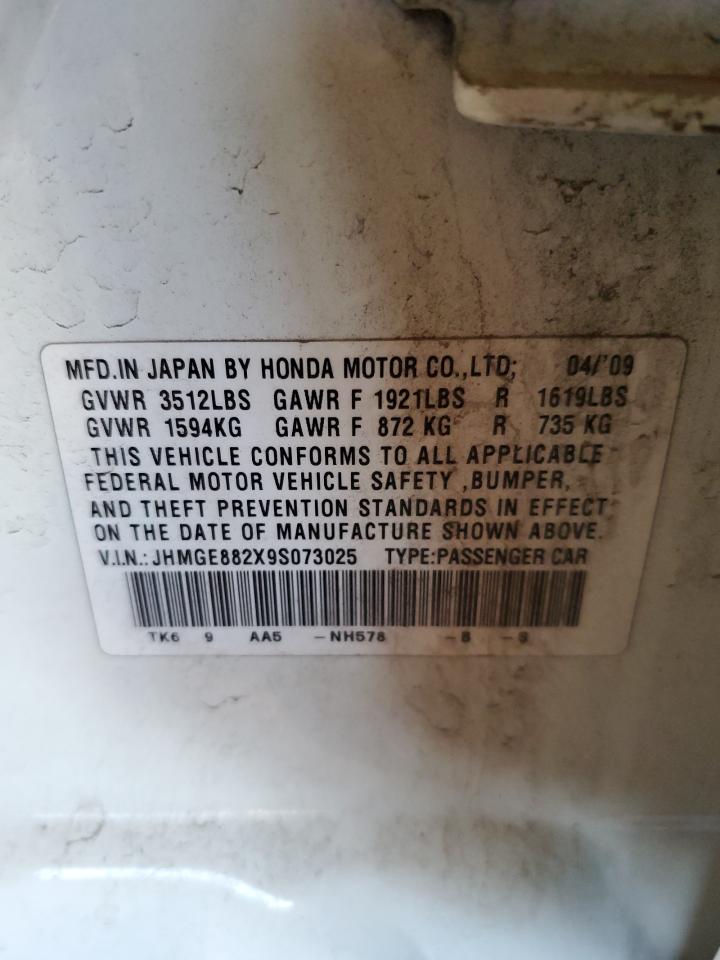 MFD.IN JAPAN BY HONDA MOTOR CO.,LTD; 04/'09
GVWR 3512LBS GAWR F 1921LBS R 1619LBS
GVWR 1594KG GAWR F 872 KG R 735 KG
THIS VEHICLE CONFORMS TO ALL APPLICABLE
FEDERAL MOTOR VEHICLE SAFETY ,BUMPER,
AND THEFT PREVENTION STANDARDS IN EFFECT
ON THE DATE OF MANUFACTURE SHOWN ABOVE.
V.I.N.: JHMGE882X9S073025 TYPE:PASSENGER CAR
TK6 9 AA5 -NH578 -B -S